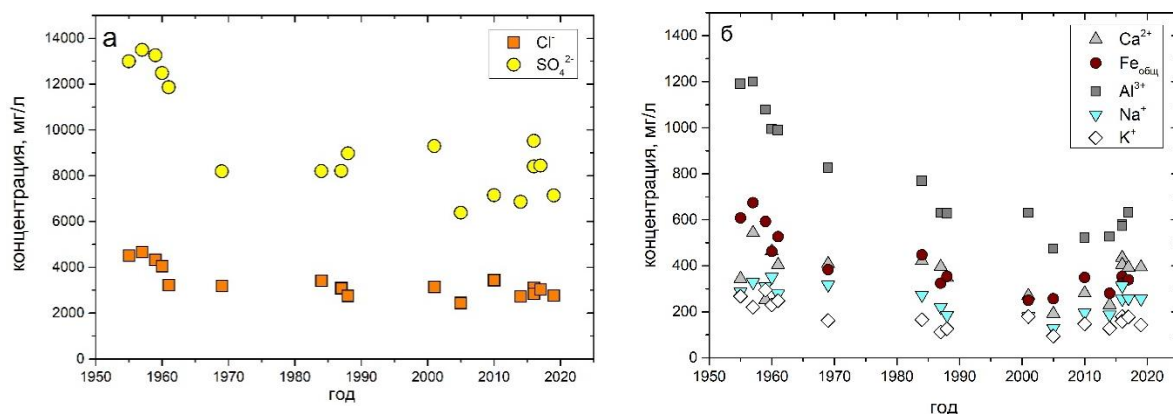 а
14000
12000
10000
8000
6000
4000
2000
0
1950 1960 1970 1980 1990 2000 2010 2020
год
концентрация, мг/л
Cl⁻
SO₄²⁻
б
1400
1200
1000
800
600
400
200
0
1950 1960 1970 1980 1990 2000 2010 2020
год
концентрация, мг/л
Ca²⁺
Feобщ
Al³⁺
Na⁺
K⁺